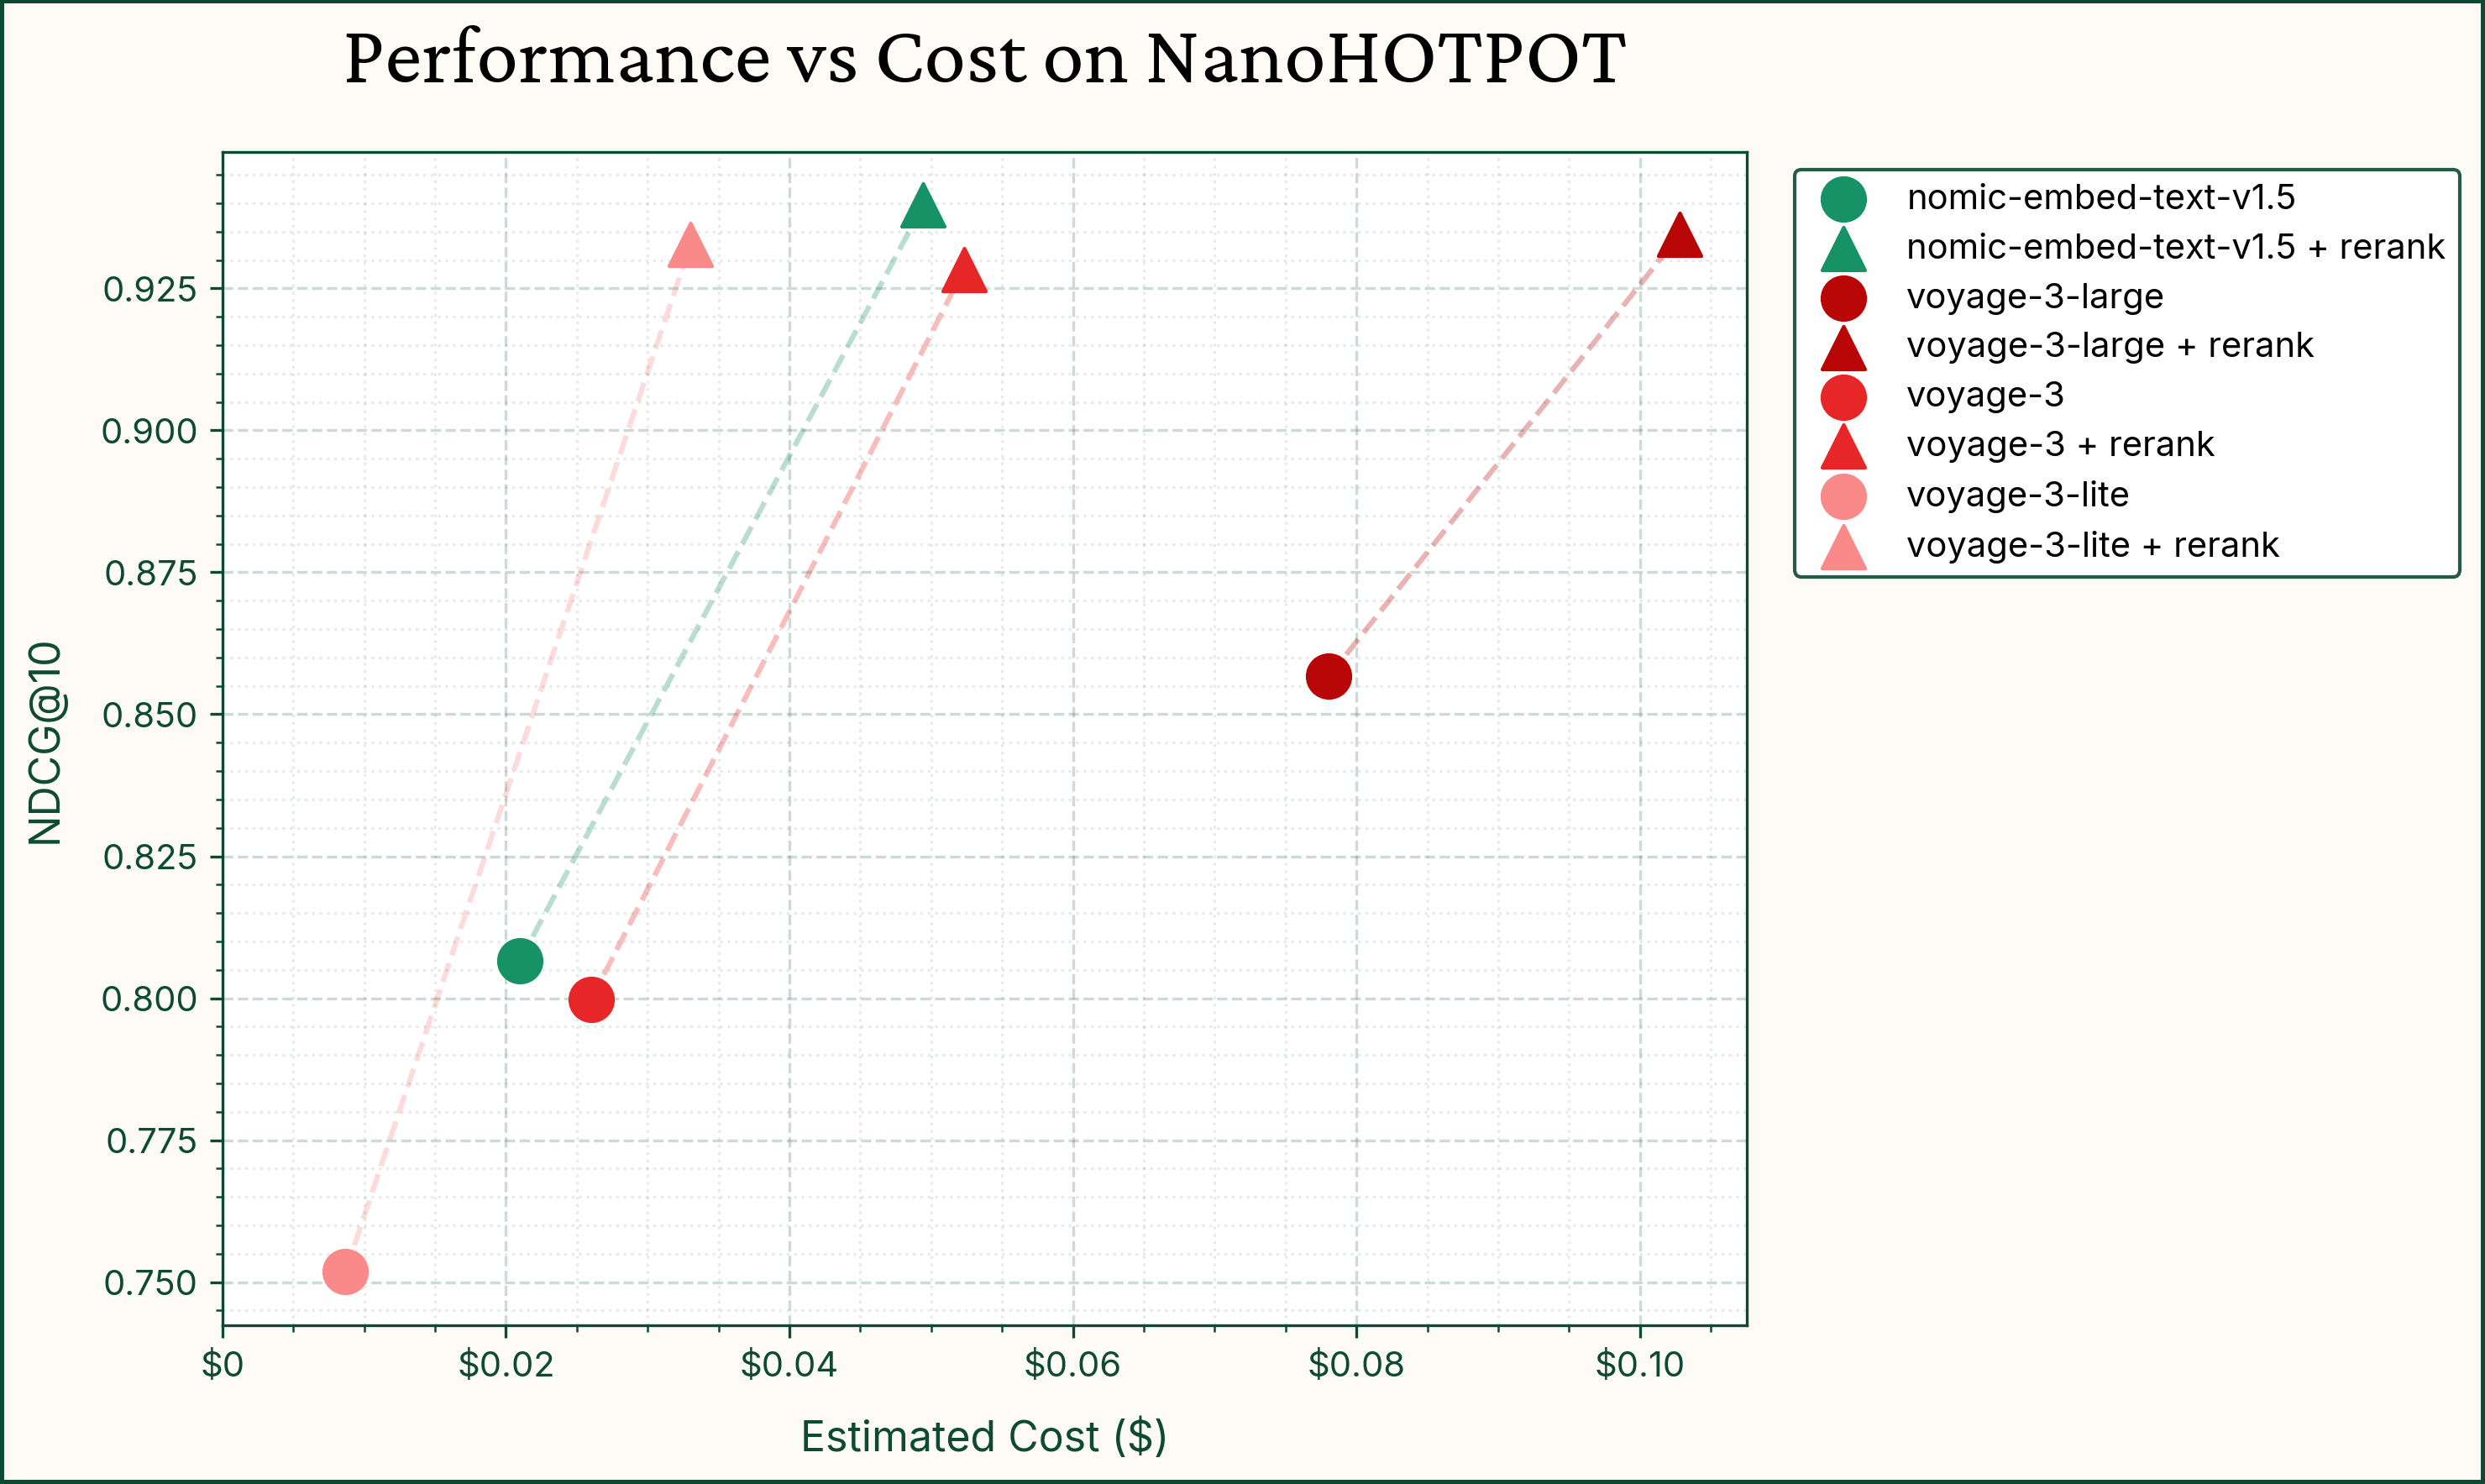 Performance vs Cost on NanoHOTPOT
nomic-embed-text-v1.5
nomic-embed-text-v1.5 + rerank
voyage-3-large
voyage-3-large + rerank
voyage-3
voyage-3 + rerank
voyage-3-lite
voyage-3-lite + rerank
NDCG@10
0.925
0.900
0.875
0.850
0.825
0.800
0.775
0.750
$0 $0.02 $0.04 $0.06 $0.08 $0.10
Estimated Cost ($)